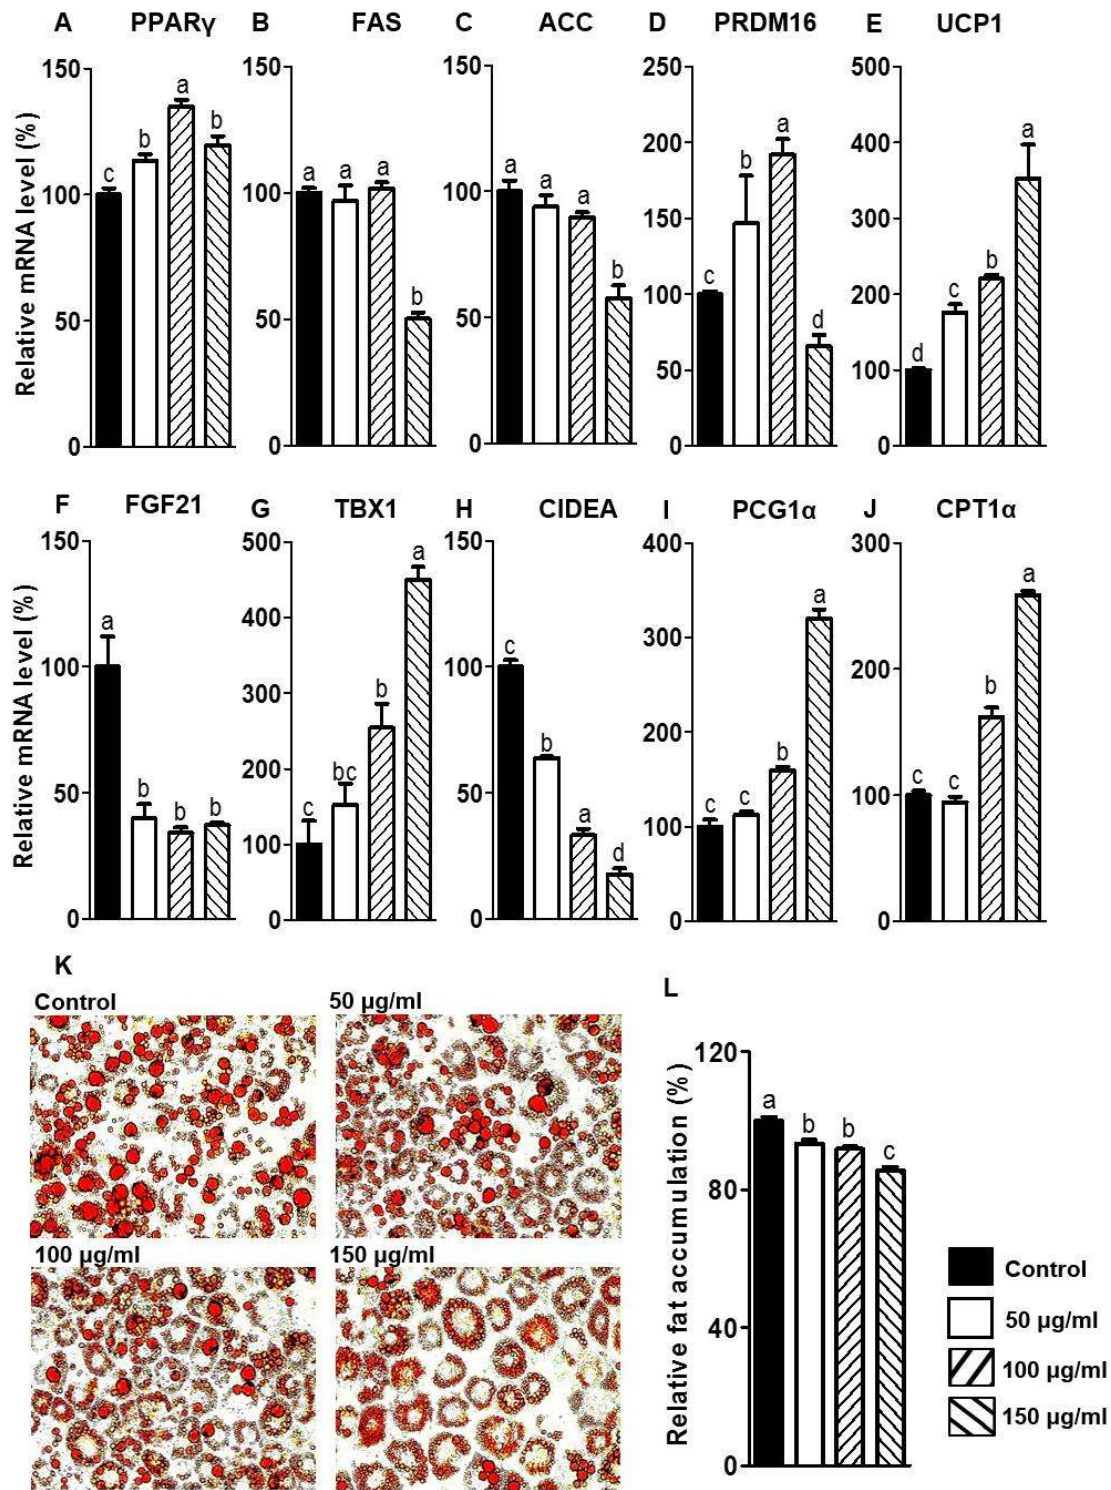 A PPARγ B FAS C ACC D PRDM16 E UCP1
Relative mRNA level (%)
150
100
50
0
c b a b
150
100
50
0
a a a b
150
100
50
0
a a a b
250
200
150
100
50
0
c b a d
500
400
300
200
100
0
d c b a
F FGF21 G TBX1 H CIDEA I PCG1α J CPT1α
Relative mRNA level (%)
150
100
50
0
a b b b
500
400
300
200
100
0
c bc b a
150
100
50
0
c b a d
400
300
200
100
0
c c b a
300
200
100
0
c c b a
K
Control 50 µg/ml
100 µg/ml 150 µg/ml
L
Relative fat accumulation (%)
120
80
40
0
a b b c
Control
50 µg/ml
100 µg/ml
150 µg/ml